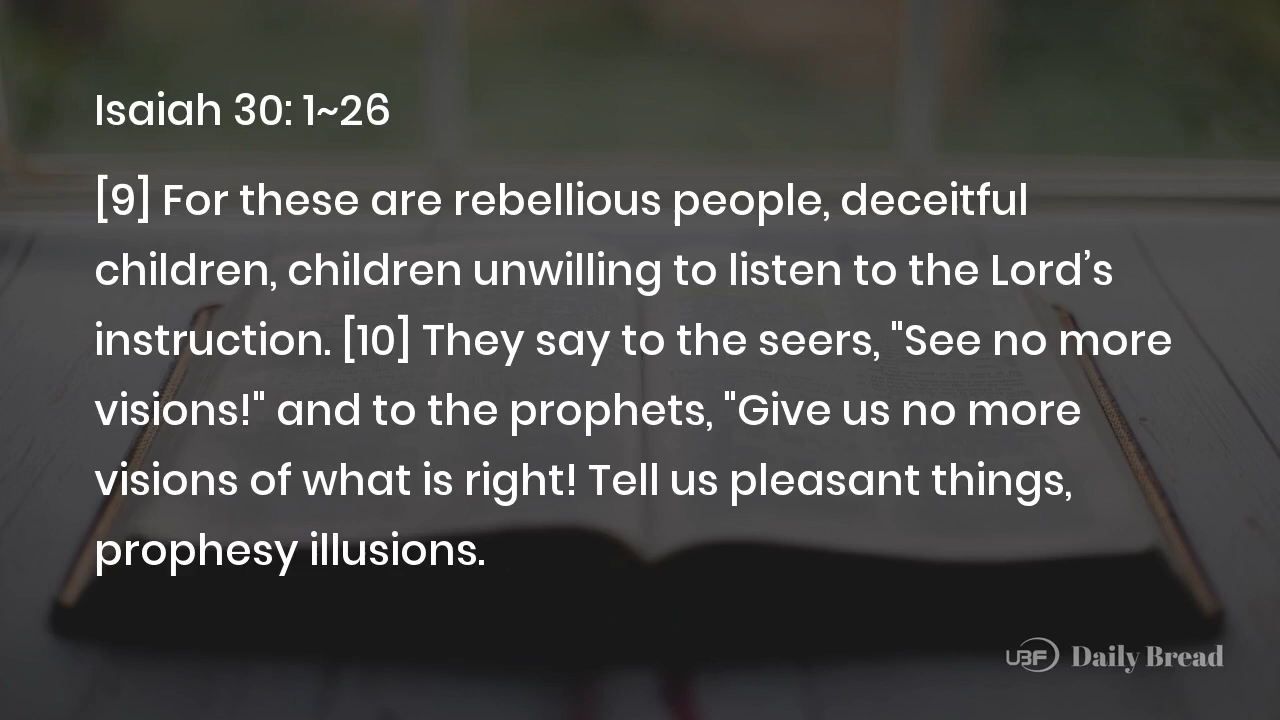 Isaiah 30: 1~26
[9] For these are rebellious people, deceitful
children, children unwilling to listen to the Lord’s
instruction. [10] They say to the seers, "See no more
visions!" and to the prophets, "Give us no more
visions of what is right! Tell us pleasant things,
prophesy illusions.
UBF Daily Bread